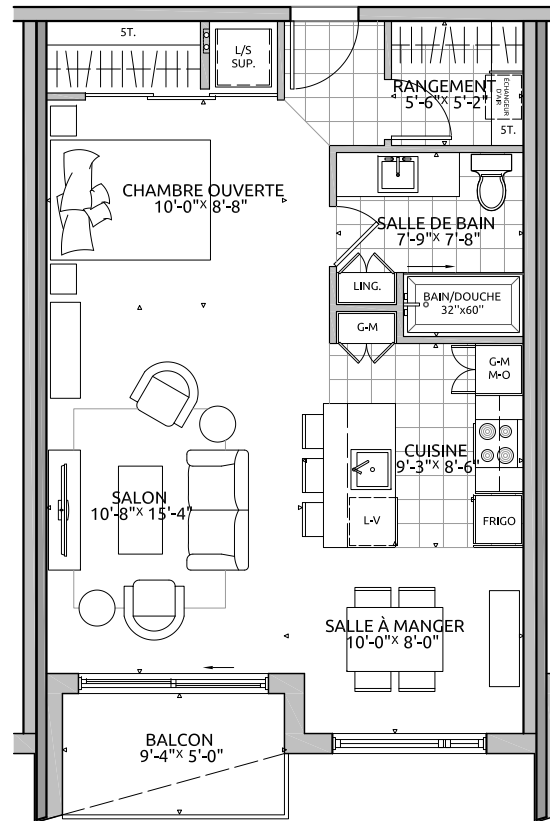 5T.
L/S
SUP.
RANGEMENT
5'-6"X 5'-2"
ÉCHANGEUR
D'AIR
5T.
CHAMBRE OUVERTE
10'-0"X 8'-8"
SALLE DE BAIN
7'-9"X 7'-8"
LING.
BAIN/DOUCHE
32"x60"
G-M
G-M
M-O
CUISINE
9'-3"X 8'-6"
SALON
10'-8"X 15'-4"
L-V
FRIGO
SALLE À MANGER
10'-0"X 8'-0"
BALCON
9'-4"X 5'-0"